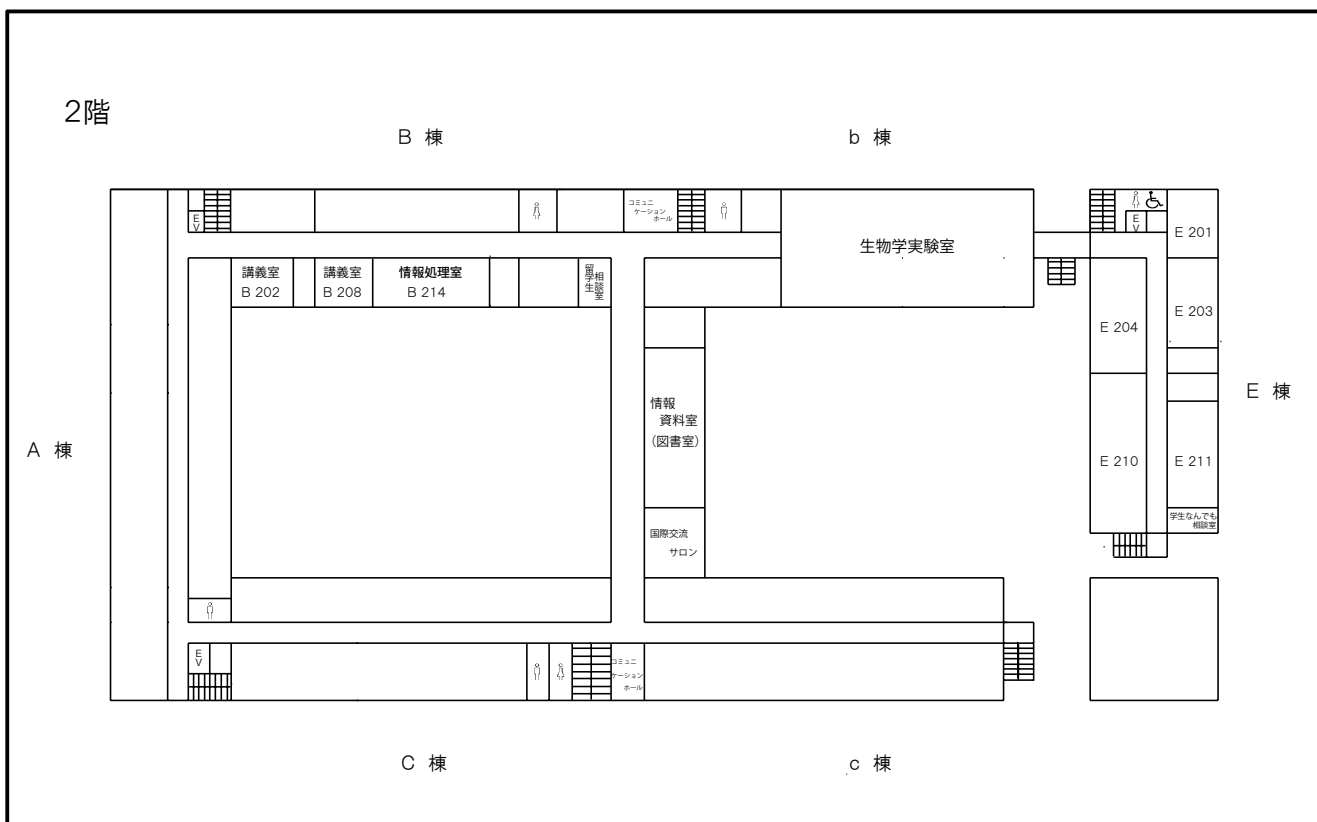 2階
B 棟
b 棟
コミュニ
ケーション
ホール
EV
EV
E 201
生物学実験室
講義室
B 202
講義室
B 208
情報処理室
B 214
留学生
相談室
E 203
E 204
情報
資料室
(図書室)
E 棟
A 棟
E 210
E 211
学生なんでも
相談室
国際交流
サロン
EV
コミュニ
ケーション
ホール
C 棟
c 棟